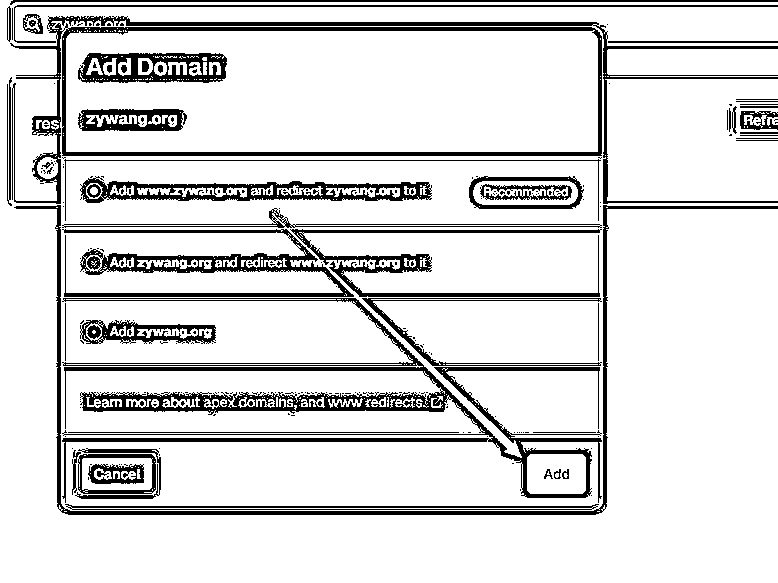 zywang.org
Add Domain
zywang.org
Add www.zywang.org and redirect zywang.org to it
Recommended
Add zywang.org and redirect www.zywang.org to it
Add zywang.org
Learn more about apex domains, and www redirects.
Cancel
Add